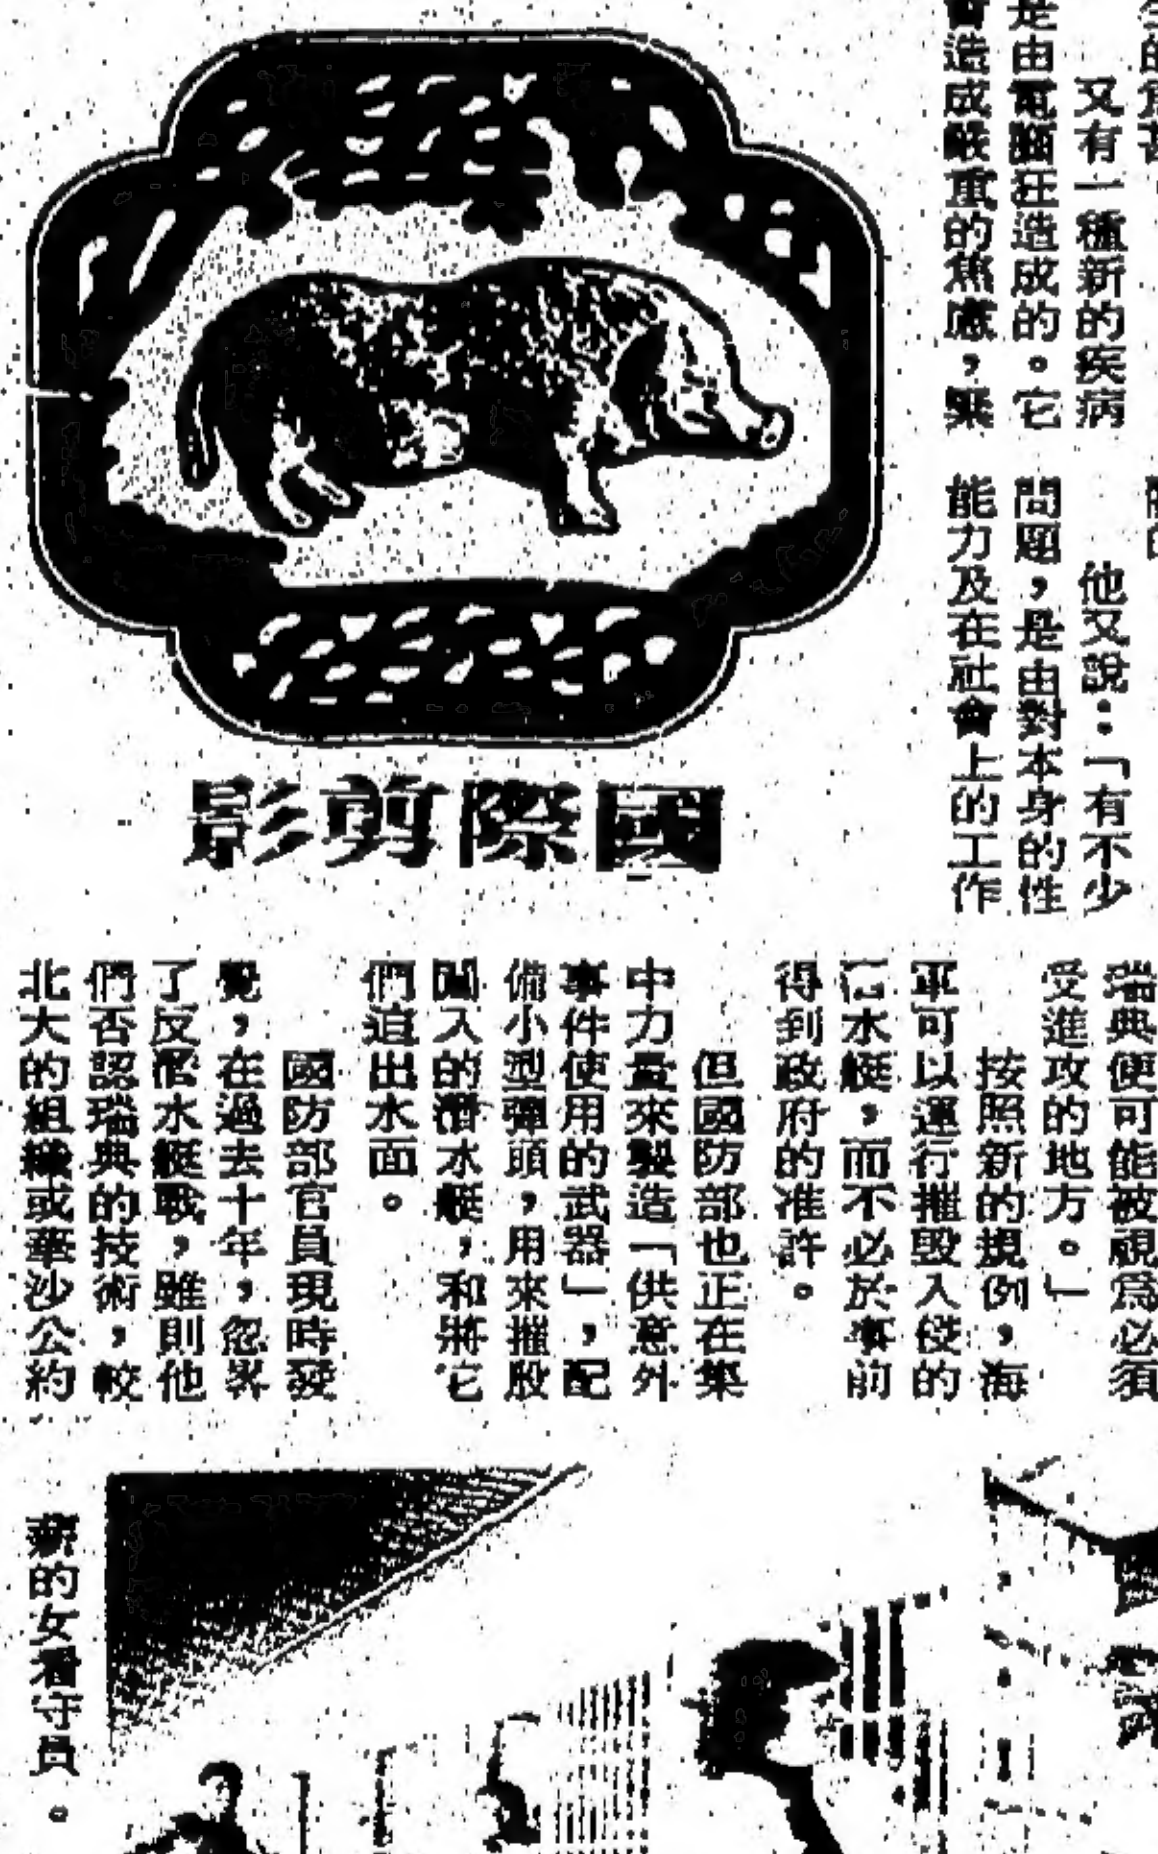 又有一種新的疾病
是由電腦狂造成的。它
會造成嚴重的焦慮，緊
他又說：「有不少
問題，是由對本身的性
能力及在社會上的工作
國際剪影
瑞典便可能被視爲必須
受進攻的地方。」
按照新的規例，海
軍可以運行摧毀入侵的
水艇，而不必於事前
得到政府的准許。
但國防部也正在集
中力量來製造「供意外
事件使用的武器」，配
備小型彈頭，用來摧毀
闖入的潛水艇，和將它
們迫出水面。
國防部官員現時發
覺，在過去十年，忽畧
了反潛水艇戰，雖則他
們否認瑞典的技術，較
北大的組織或華沙公約
的女看守員。